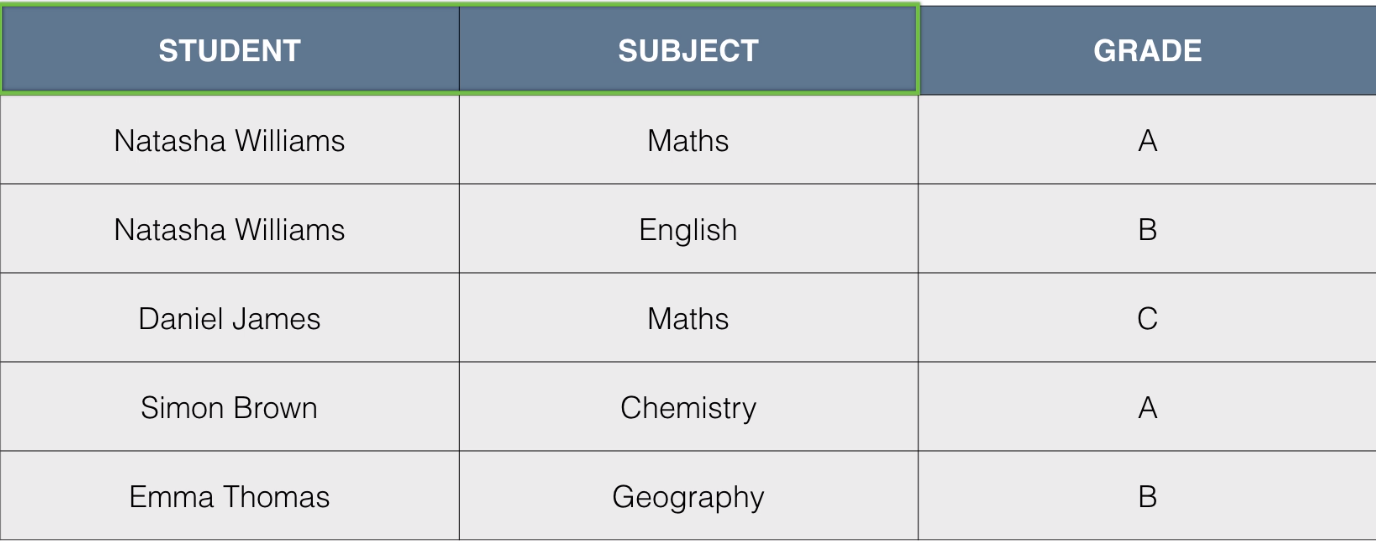 STUDENT SUBJECT GRADE
Natasha Williams Maths A
Natasha Williams English B
Daniel James Maths C
Simon Brown Chemistry A
Emma Thomas Geography B